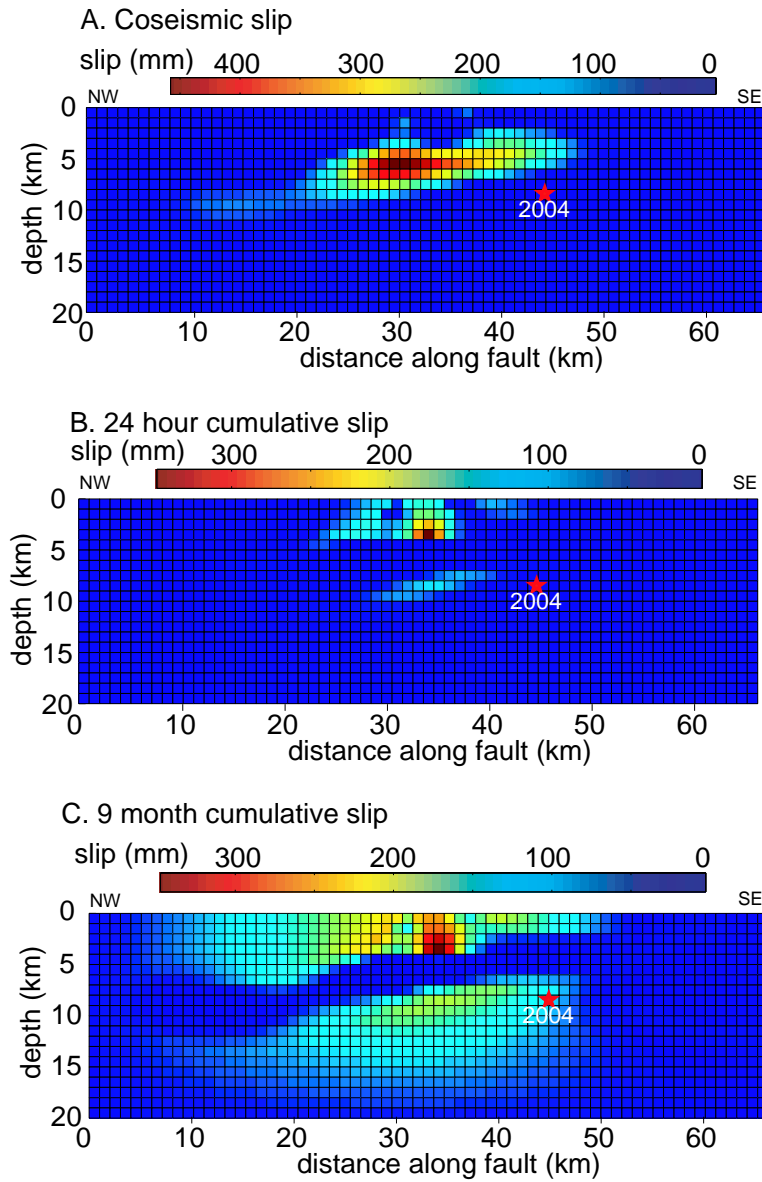 A. Coseismic slip
slip (mm) 400 300 200 100 0
NW SE
0
5
10
15
20
depth (km)
2004
0 10 20 30 40 50 60
distance along fault (km)
B. 24 hour cumulative slip
slip (mm) 300 200 100 0
NW SE
0
5
10
15
20
depth (km)
2004
0 10 20 30 40 50 60
distance along fault (km)
C. 9 month cumulative slip
slip (mm) 300 200 100 0
NW SE
0
5
10
15
20
depth (km)
2004
0 10 20 30 40 50 60
distance along fault (km)